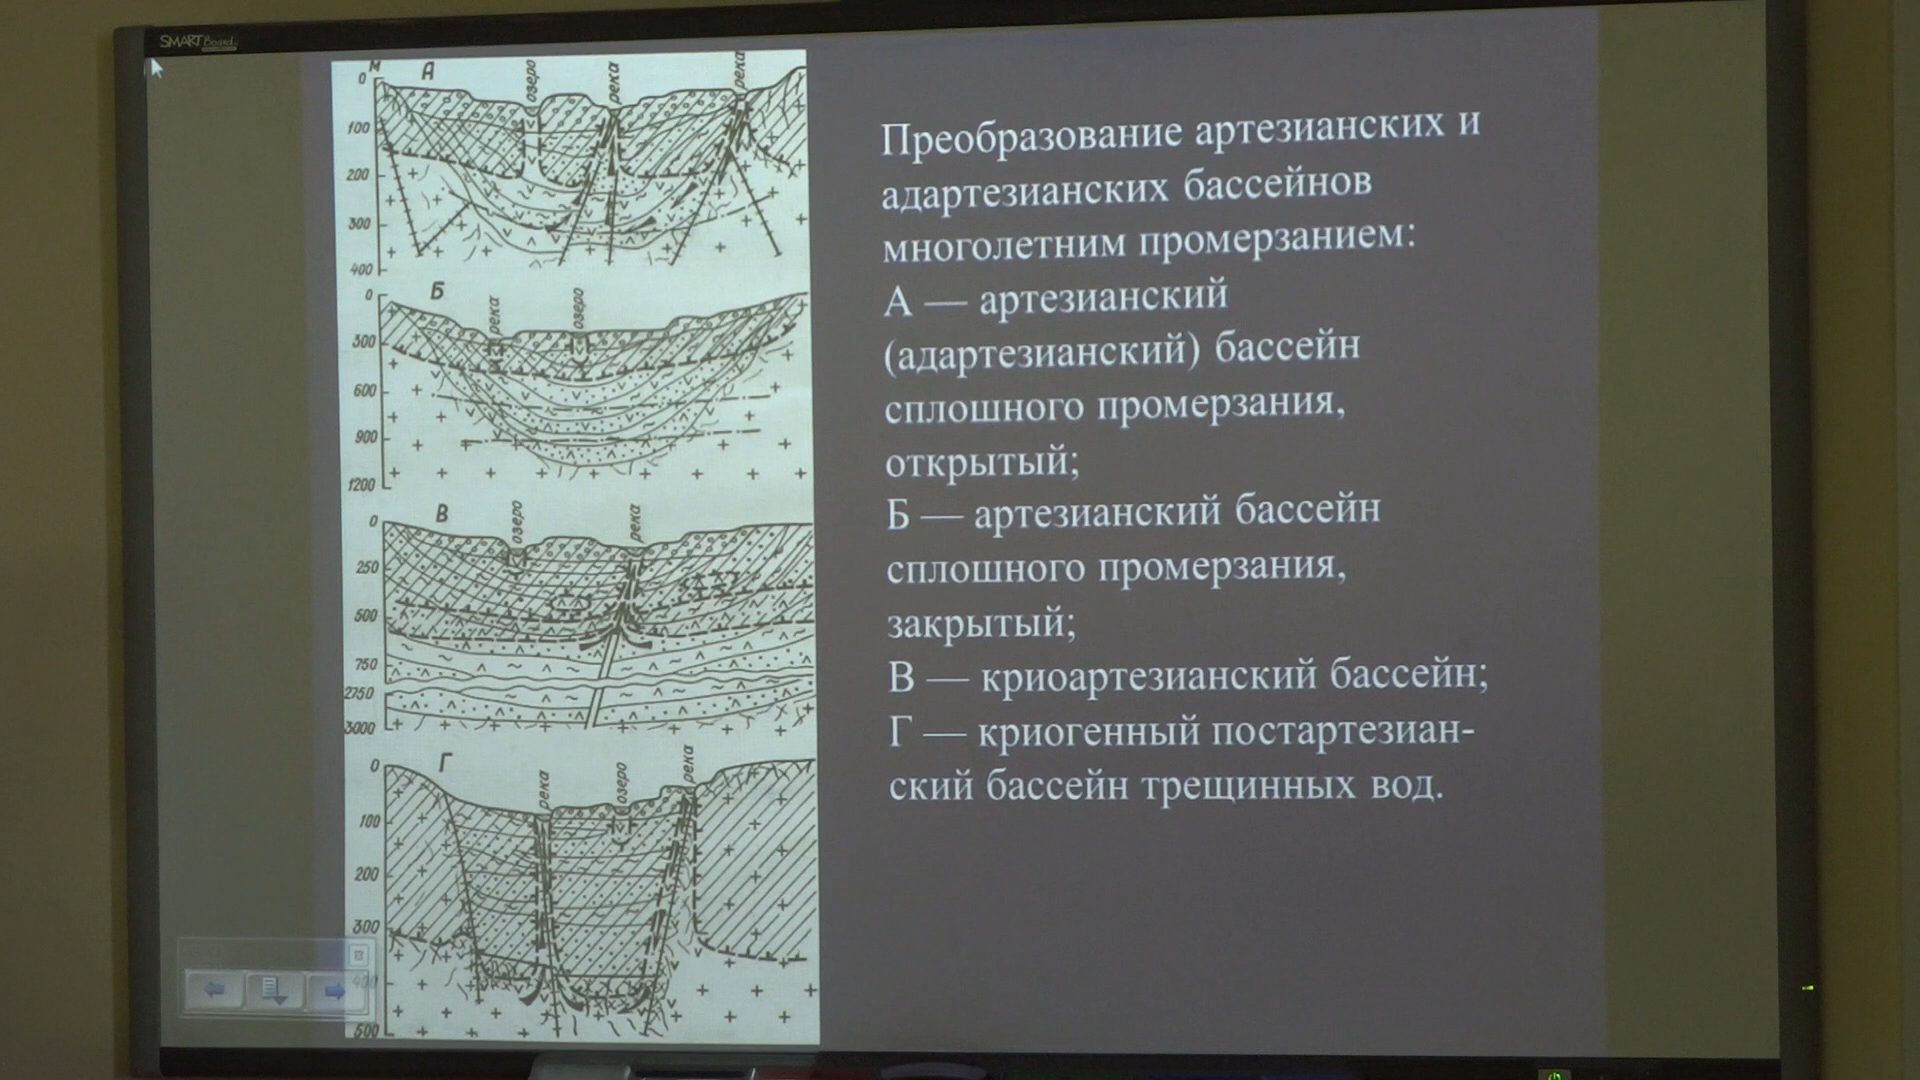 SMART Board
М
А
озеро
река
река
0
100
200
300
400
Б
река
озеро
0
300
600
900
1200
В
озеро
река
0
250
500
750
2750
3000
Г
река
озеро
река
0
100
200
300
400
500
Преобразование артезианских и
адартезианских бассейнов
многолетним промерзанием:
А — артезианский
(адартезианский) бассейн
сплошного промерзания,
открытый;
Б — артезианский бассейн
сплошного промерзания,
закрытый;
В — криоартезианский бассейн;
Г — криогенный постартезиан-
ский бассейн трещинных вод.